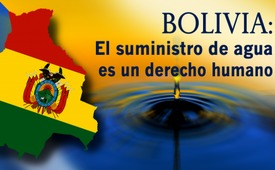 BOLIVIA:
El suministro de agua
es un derecho humano